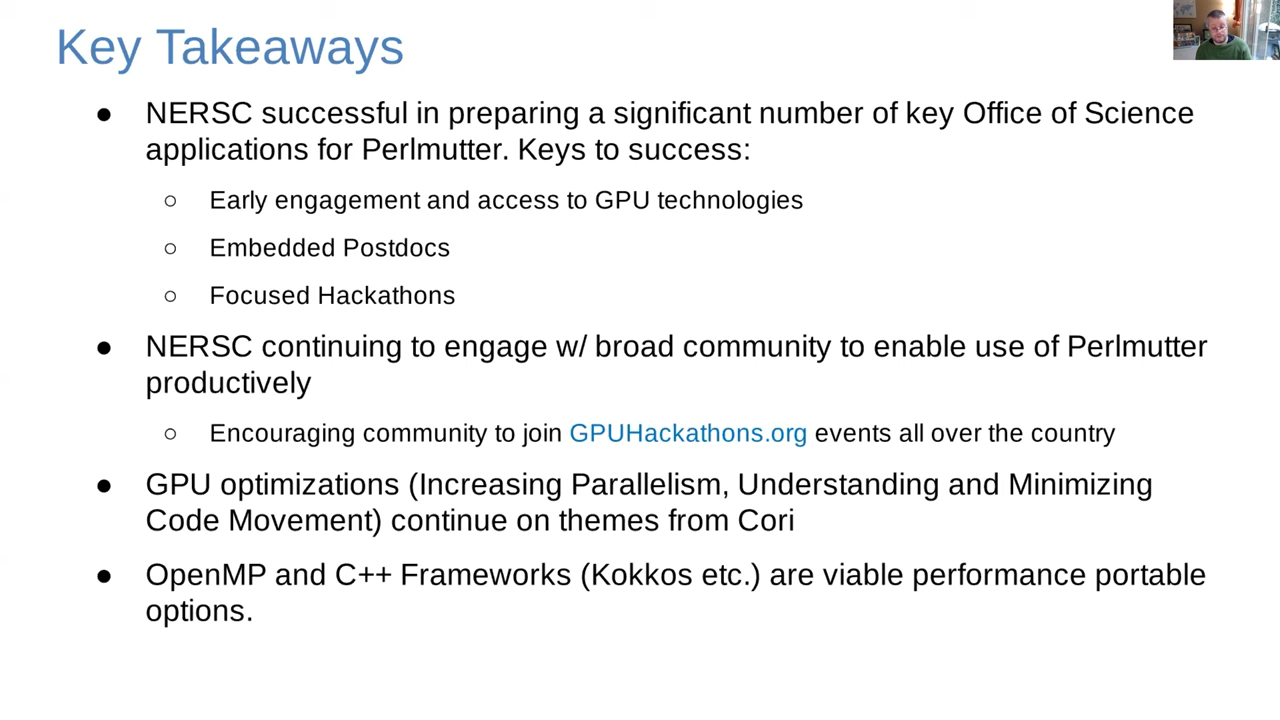 Key Takeaways
● NERSC successful in preparing a significant number of key Office of Science
applications for Perlmutter. Keys to success:
○ Early engagement and access to GPU technologies
○ Embedded Postdocs
○ Focused Hackathons
● NERSC continuing to engage w/ broad community to enable use of Perlmutter
productively
○ Encouraging community to join GPUHackathons.org events all over the country
● GPU optimizations (Increasing Parallelism, Understanding and Minimizing
Code Movement) continue on themes from Cori
● OpenMP and C++ Frameworks (Kokkos etc.) are viable performance portable
options.